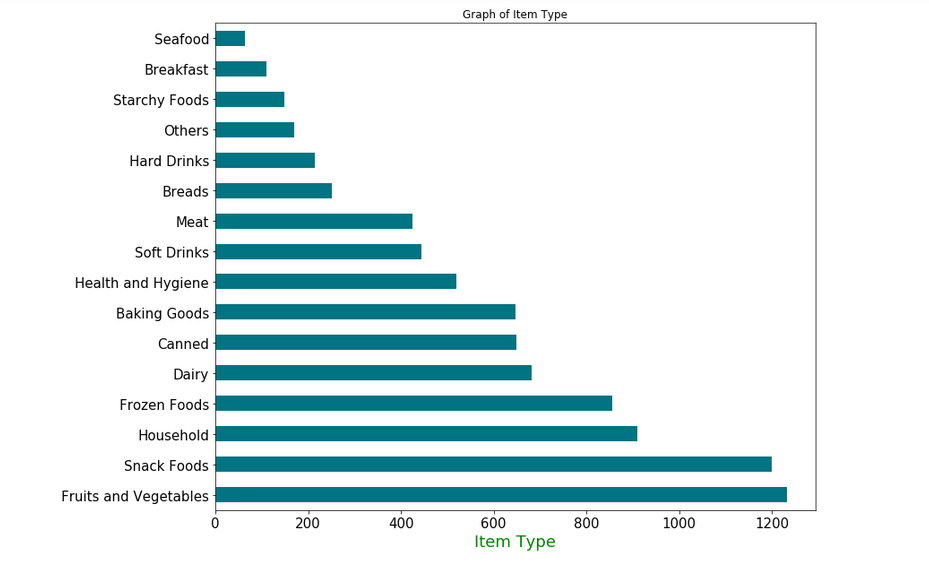 Graph of Item Type
Seafood
Breakfast
Starchy Foods
Others
Hard Drinks
Breads
Meat
Soft Drinks
Health and Hygiene
Baking Goods
Canned
Dairy
Frozen Foods
Household
Snack Foods
Fruits and Vegetables
0 200 400 600 800 1000 1200
Item Type